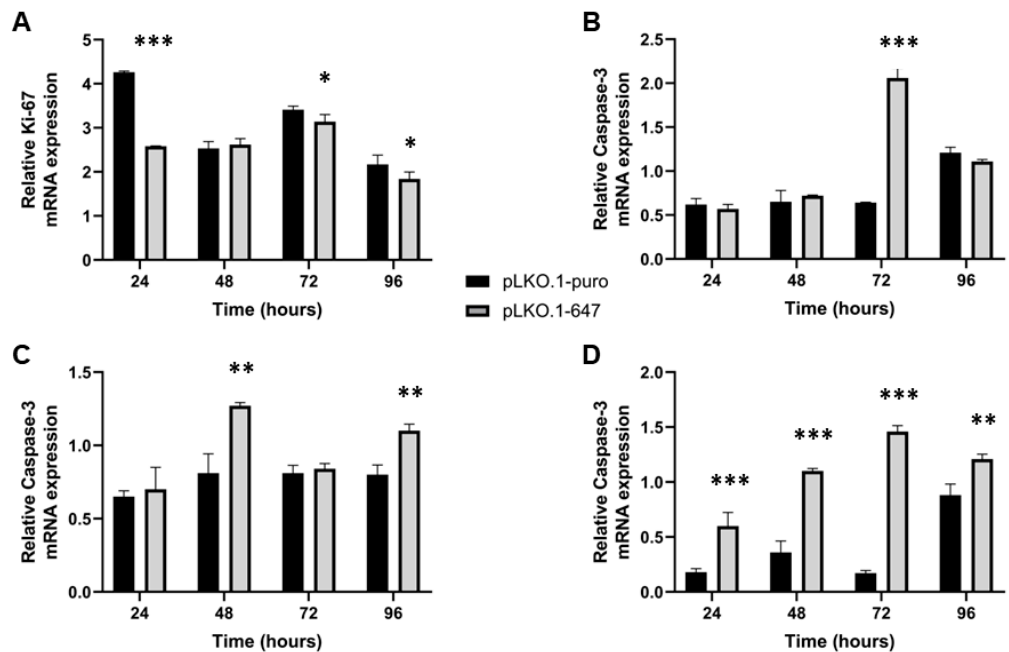 A
Relative Ki-67
mRNA expression
5
4
3
2
1
0
***
*
*
24 48 72 96
Time (hours)
B
Relative Caspase-3
mRNA expression
2.5
2.0
1.5
1.0
0.5
0.0
***
24 48 72 96
Time (hours)
pLKO.1-puro
pLKO.1-647
C
Relative Caspase-3
mRNA expression
1.5
1.0
0.5
0.0
**
**
24 48 72 96
Time (hours)
D
Relative Caspase-3
mRNA expression
2.0
1.5
1.0
0.5
0.0
***
***
***
**
24 48 72 96
Time (hours)